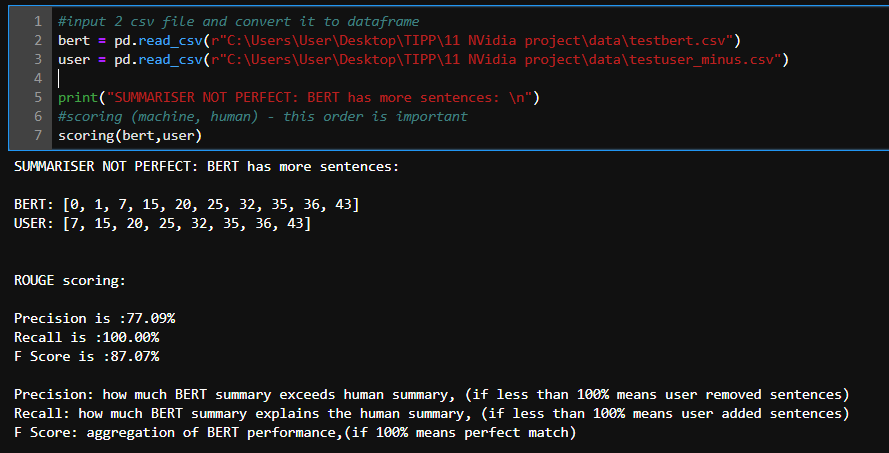 1 #input 2 csv file and convert it to dataframe
2 bert = pd.read_csv(r"C:\Users\User\Desktop\TIPP\11 NVidia project\data\testbert.csv")
3 user = pd.read_csv(r"C:\Users\User\Desktop\TIPP\11 NVidia project\data\testuser_minus.csv")
4
5 print("SUMMARISER NOT PERFECT: BERT has more sentences: \n")
6 #scoring (machine, human) - this order is important
7 scoring(bert,user)
SUMMARISER NOT PERFECT: BERT has more sentences:
BERT: [0, 1, 7, 15, 20, 25, 32, 35, 36, 43]
USER: [7, 15, 20, 25, 32, 35, 36, 43]
ROUGE scoring:
Precision is :77.09%
Recall is :100.00%
F Score is :87.07%
Precision: how much BERT summary exceeds human summary, (if less than 100% means user removed sentences)
Recall: how much BERT summary explains the human summary, (if less than 100% means user added sentences)
F Score: aggregation of BERT performance,(if 100% means perfect match)